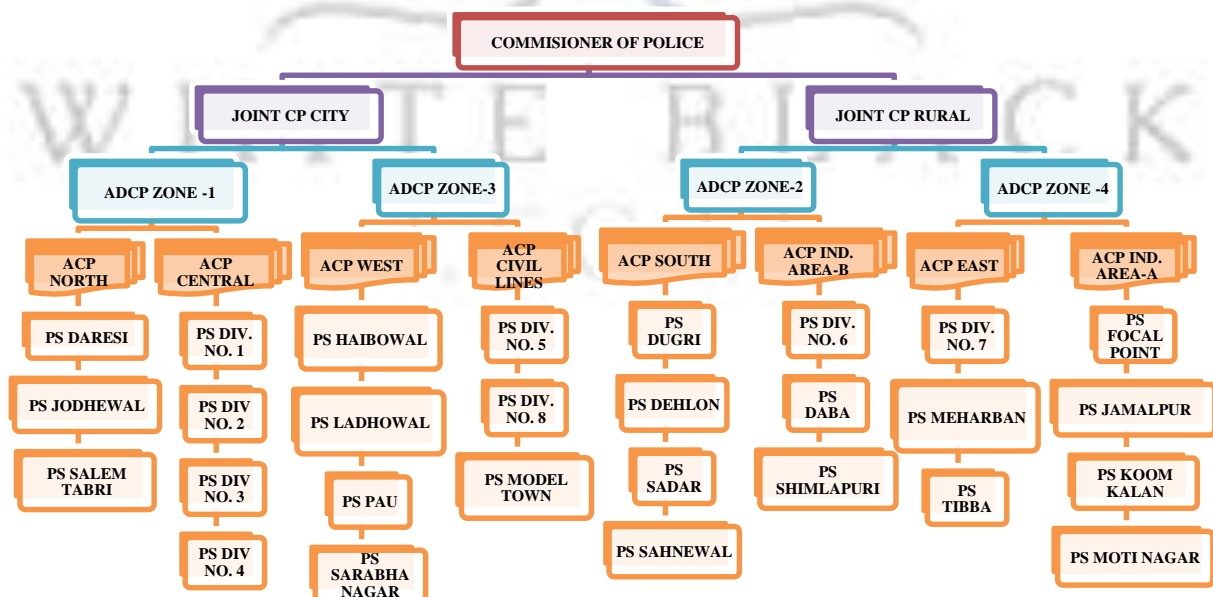 COMMISIONER OF POLICE
JOINT CP CITY
JOINT CP RURAL
ADCP ZONE -1
ADCP ZONE-3
ADCP ZONE-2
ADCP ZONE -4
ACP
NORTH
ACP
CENTRAL
ACP WEST
ACP
CIVIL
LINES
ACP SOUTH
ACP IND.
AREA-B
ACP EAST
ACP IND.
AREA-A
PS DARESI
PS JODHEWAL
PS SALEM
TABRI
PS DIV.
NO. 1
PS DIV
NO. 2
PS DIV
NO. 3
PS DIV
NO. 4
PS HAIBOWAL
PS LADHOWAL
PS PAU
PS
SARABHA
NAGAR
PS DIV.
NO. 5
PS DIV.
NO. 8
PS MODEL
TOWN
PS
DUGRI
PS DEHLON
PS
SADAR
PS SAHNEWAL
PS DIV.
NO. 6
PS
DABA
PS
SHIMLAPURI
PS DIV.
NO. 7
PS MEHARBAN
PS
TIBBA
PS
FOCAL
POINT
PS JAMALPUR
PS KOOM
KALAN
PS MOTI NAGAR
WHITE BLACK